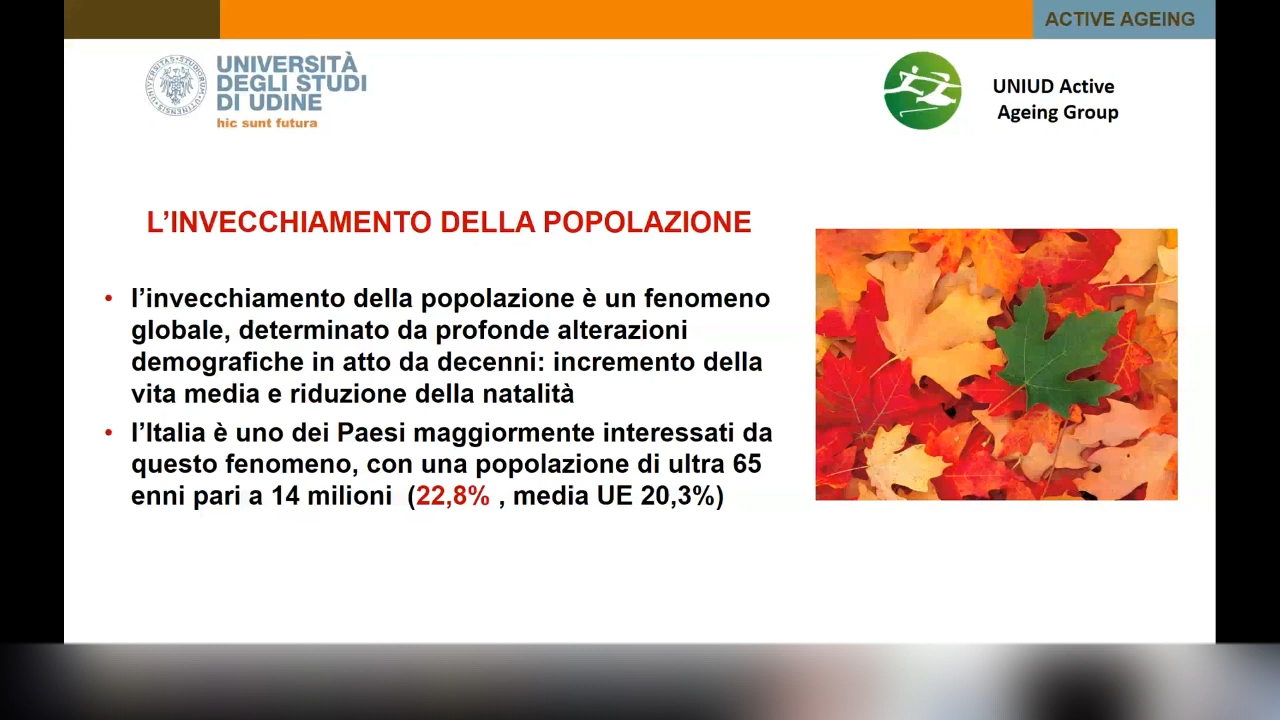 ACTIVE AGEING
UNIVERSITÀ
DEGLI STUDI
DI UDINE
hic sunt futura
UNIUD Active
Ageing Group
L’INVECCHIAMENTO DELLA POPOLAZIONE
• l’invecchiamento della popolazione è un fenomeno
globale, determinato da profonde alterazioni
demografiche in atto da decenni: incremento della
vita media e riduzione della natalità
• l’Italia è uno dei Paesi maggiormente interessati da
questo fenomeno, con una popolazione di ultra 65
enni pari a 14 milioni (22,8% , media UE 20,3%)